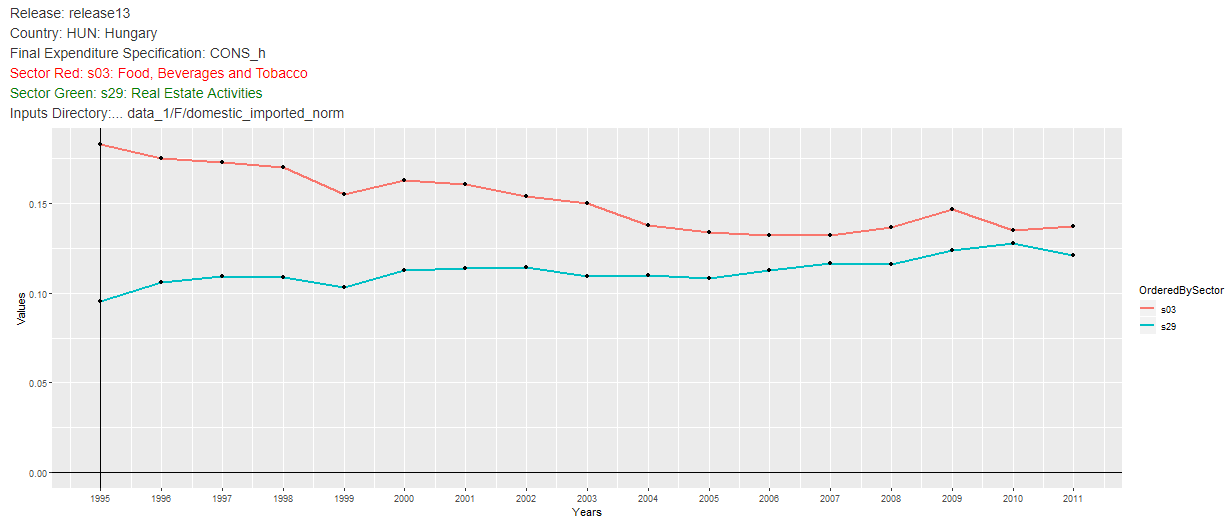 Release: release13
Country: HUN: Hungary
Final Expenditure Specification: CONS_h
Sector Red: s03: Food, Beverages and Tobacco
Sector Green: s29: Real Estate Activities
Inputs Directory:... data_1/F/domestic_imported_norm
0.15
0.10
0.05
0.00
Values
1995 1996 1997 1998 1999 2000 2001 2002 2003 2004 2005 2006 2007 2008 2009 2010 2011
Years
OrderedBySector
s03
s29